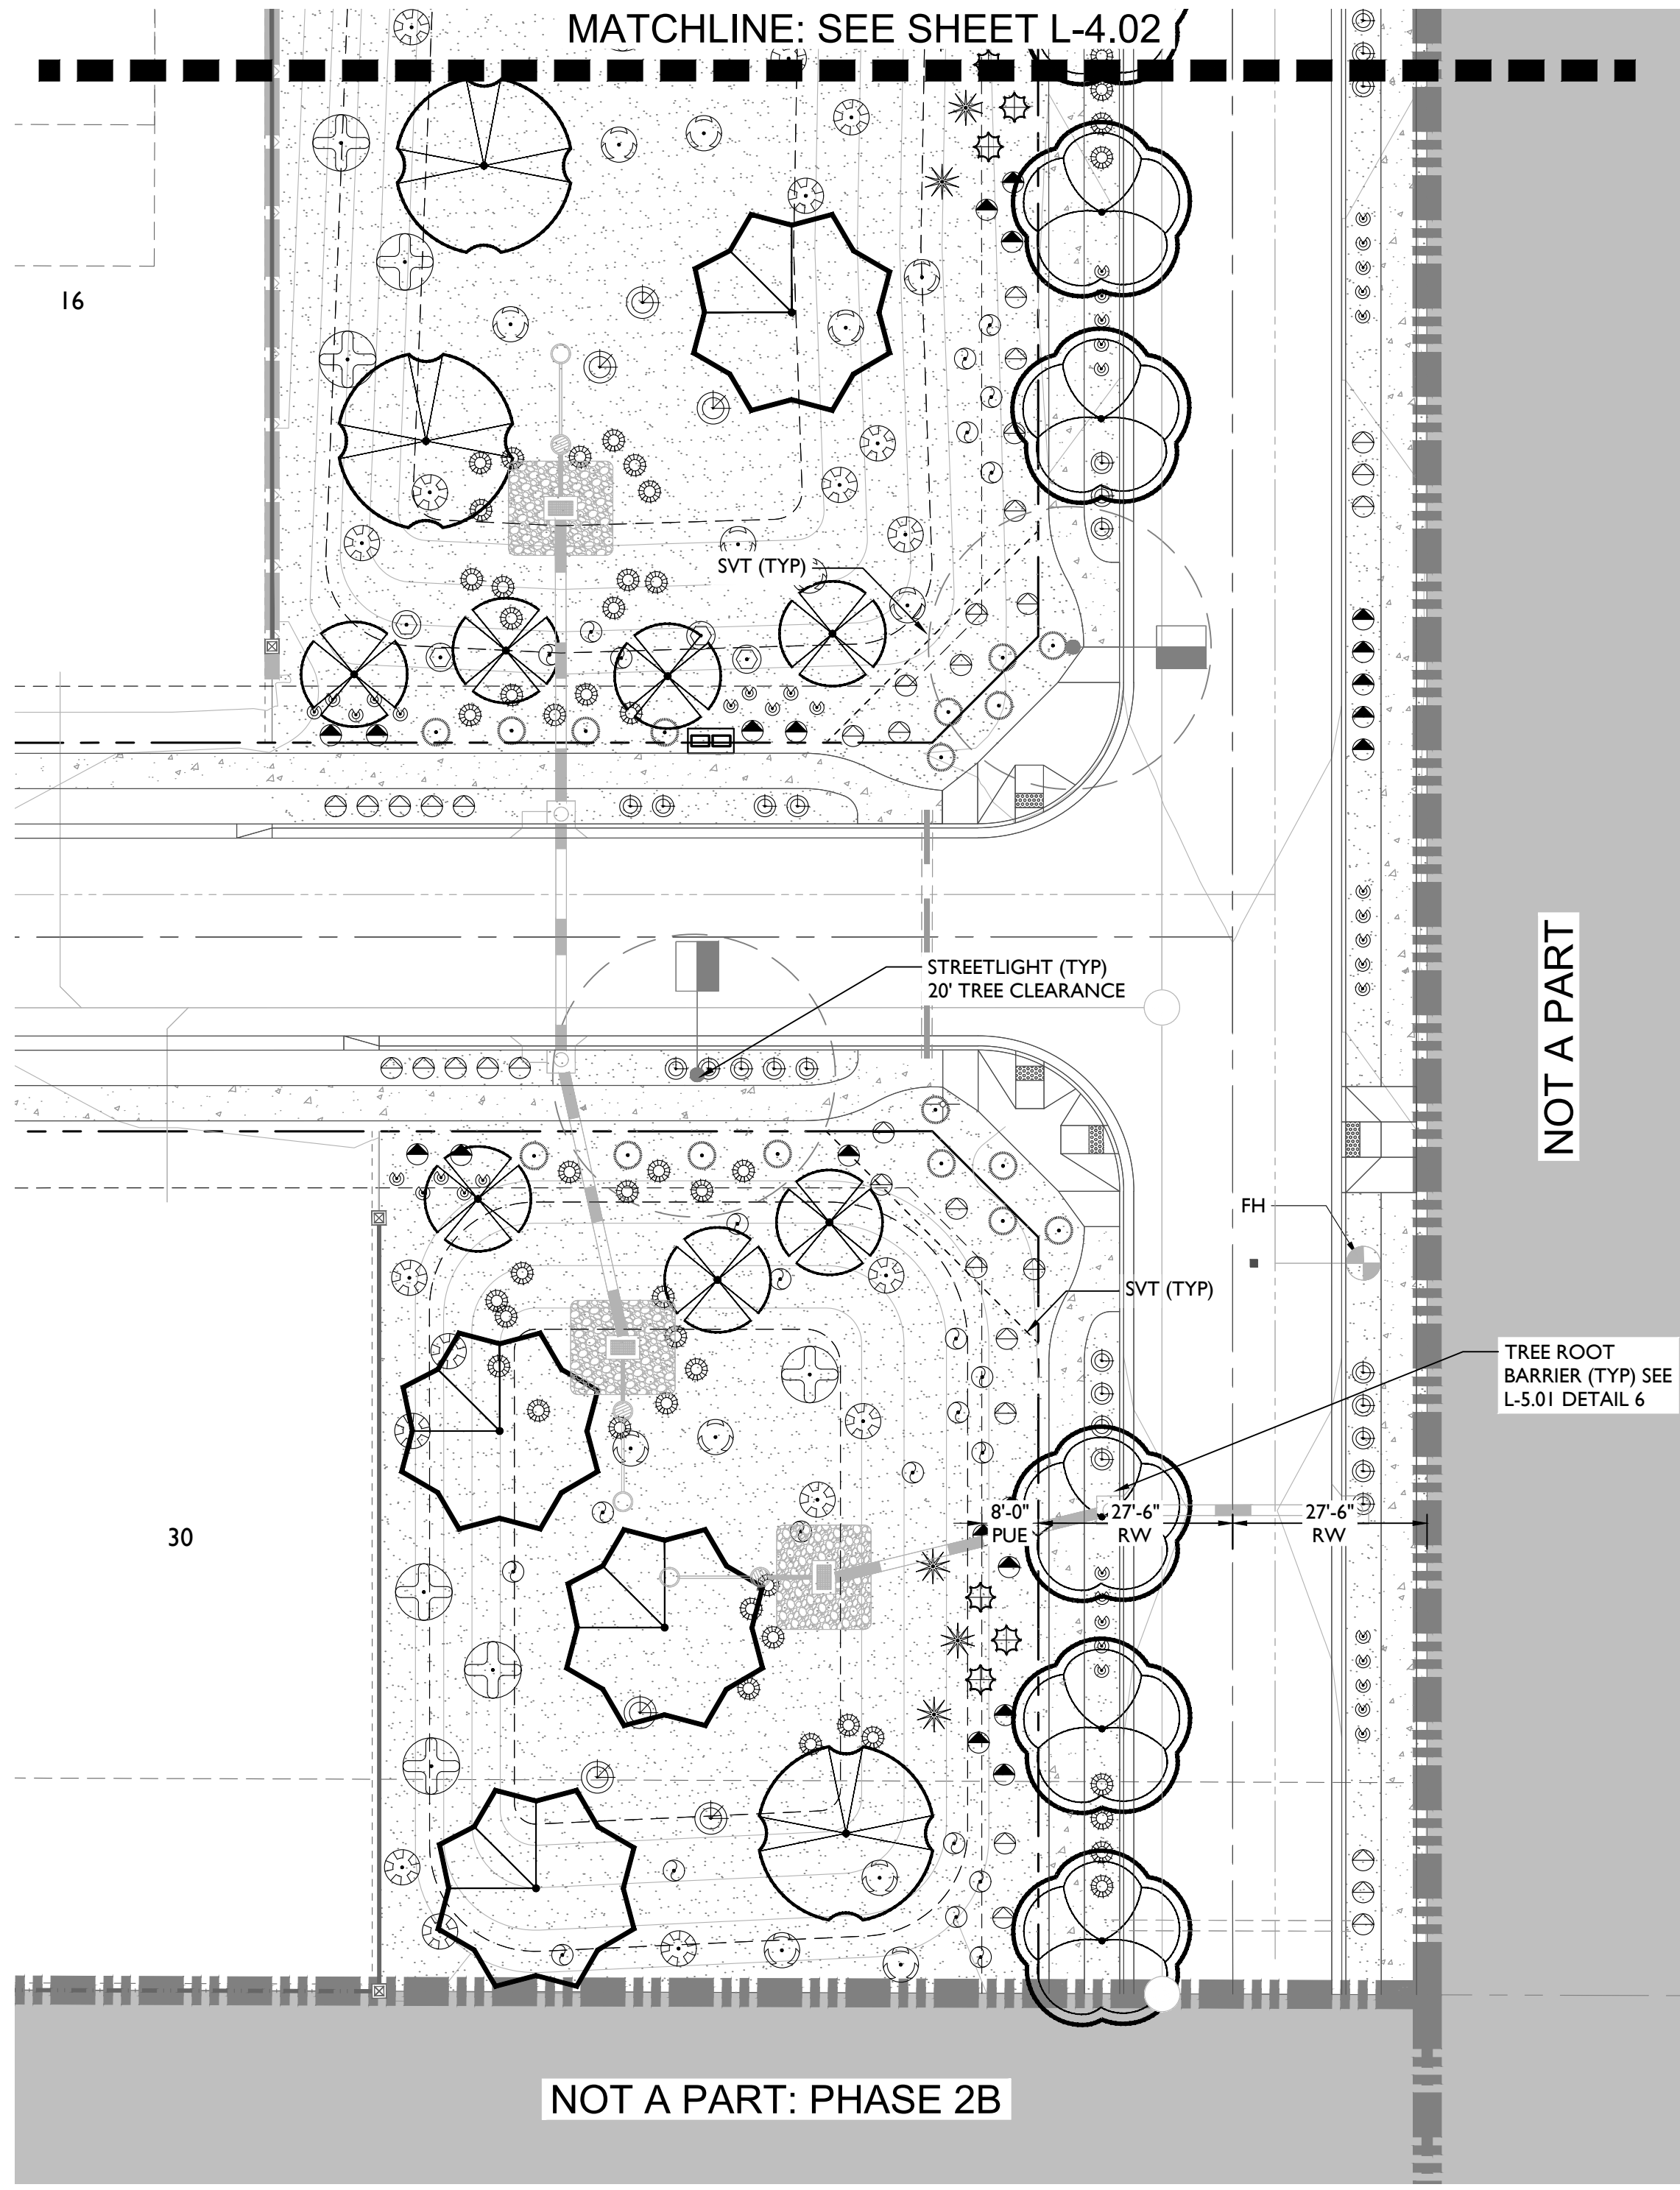 MATCHLINE: SEE SHEET L-4.02
16
SVT (TYP)
STREETLIGHT (TYP)
20' TREE CLEARANCE
NOT A PART
FH
SVT (TYP)
TREE ROOT
BARRIER (TYP) SEE
L-5.01 DETAIL 6
8'-0"
PUE
27'-6"
RW
27'-6"
RW
30
NOT A PART: PHASE 2B